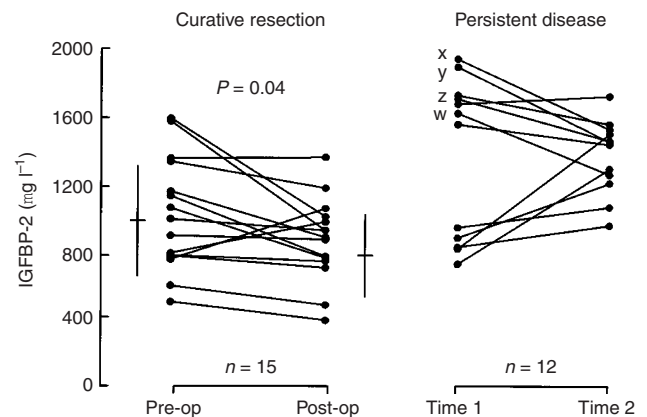 Curative resection
Persistent disease
2000
1600
1200
800
400
0
IGFBP-2 (mg l⁻¹)
P = 0.04
x
y
z
w
n = 15
n = 12
Pre-op
Post-op
Time 1
Time 2